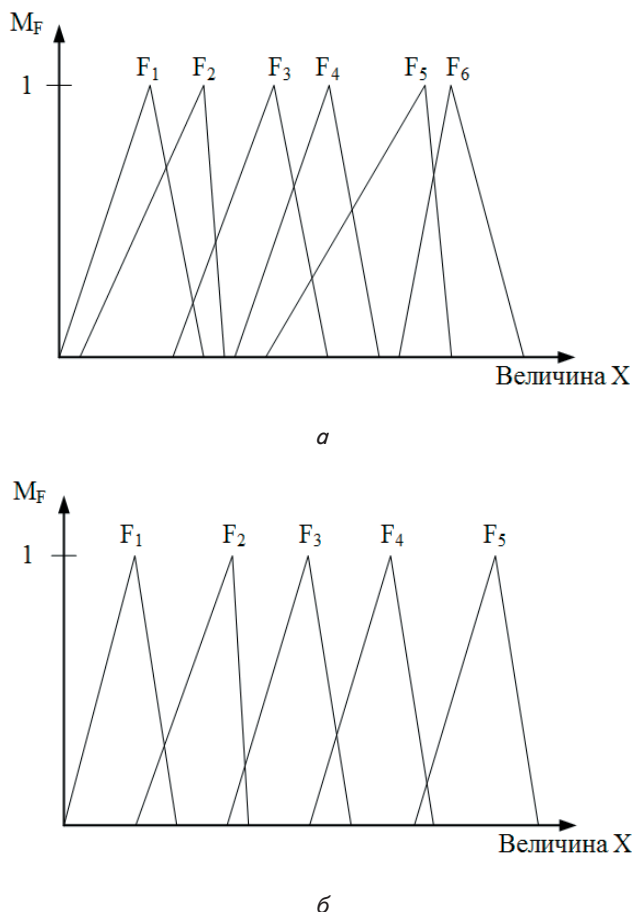 M_F
F₁ F₂ F₃ F₄ F₅ F₆
1
Величина X
а
M_F
F₁ F₂ F₃ F₄ F₅
1
Величина X
б